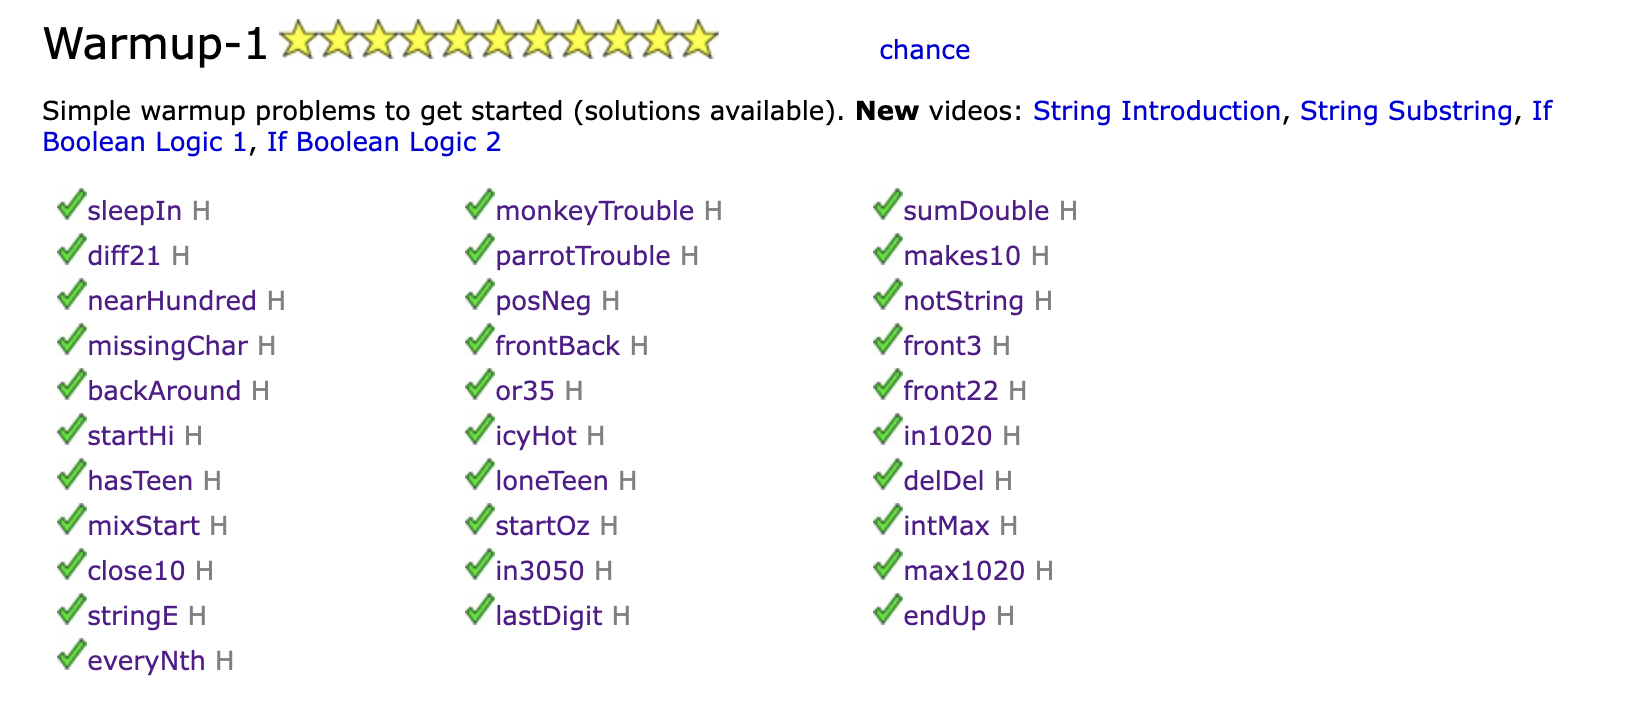 Warmup-1 chance
Simple warmup problems to get started (solutions available). New videos: String Introduction, String Substring, If
Boolean Logic 1, If Boolean Logic 2
sleepIn H monkeyTrouble H sumDouble H
diff21 H parrotTrouble H makes10 H
nearHundred H posNeg H notString H
missingChar H frontBack H front3 H
backAround H or35 H front22 H
startHi H icyHot H in1020 H
hasTeen H loneTeen H delDel H
mixStart H startOz H intMax H
close10 H in3050 H max1020 H
stringE H lastDigit H endUp H
everyNth H